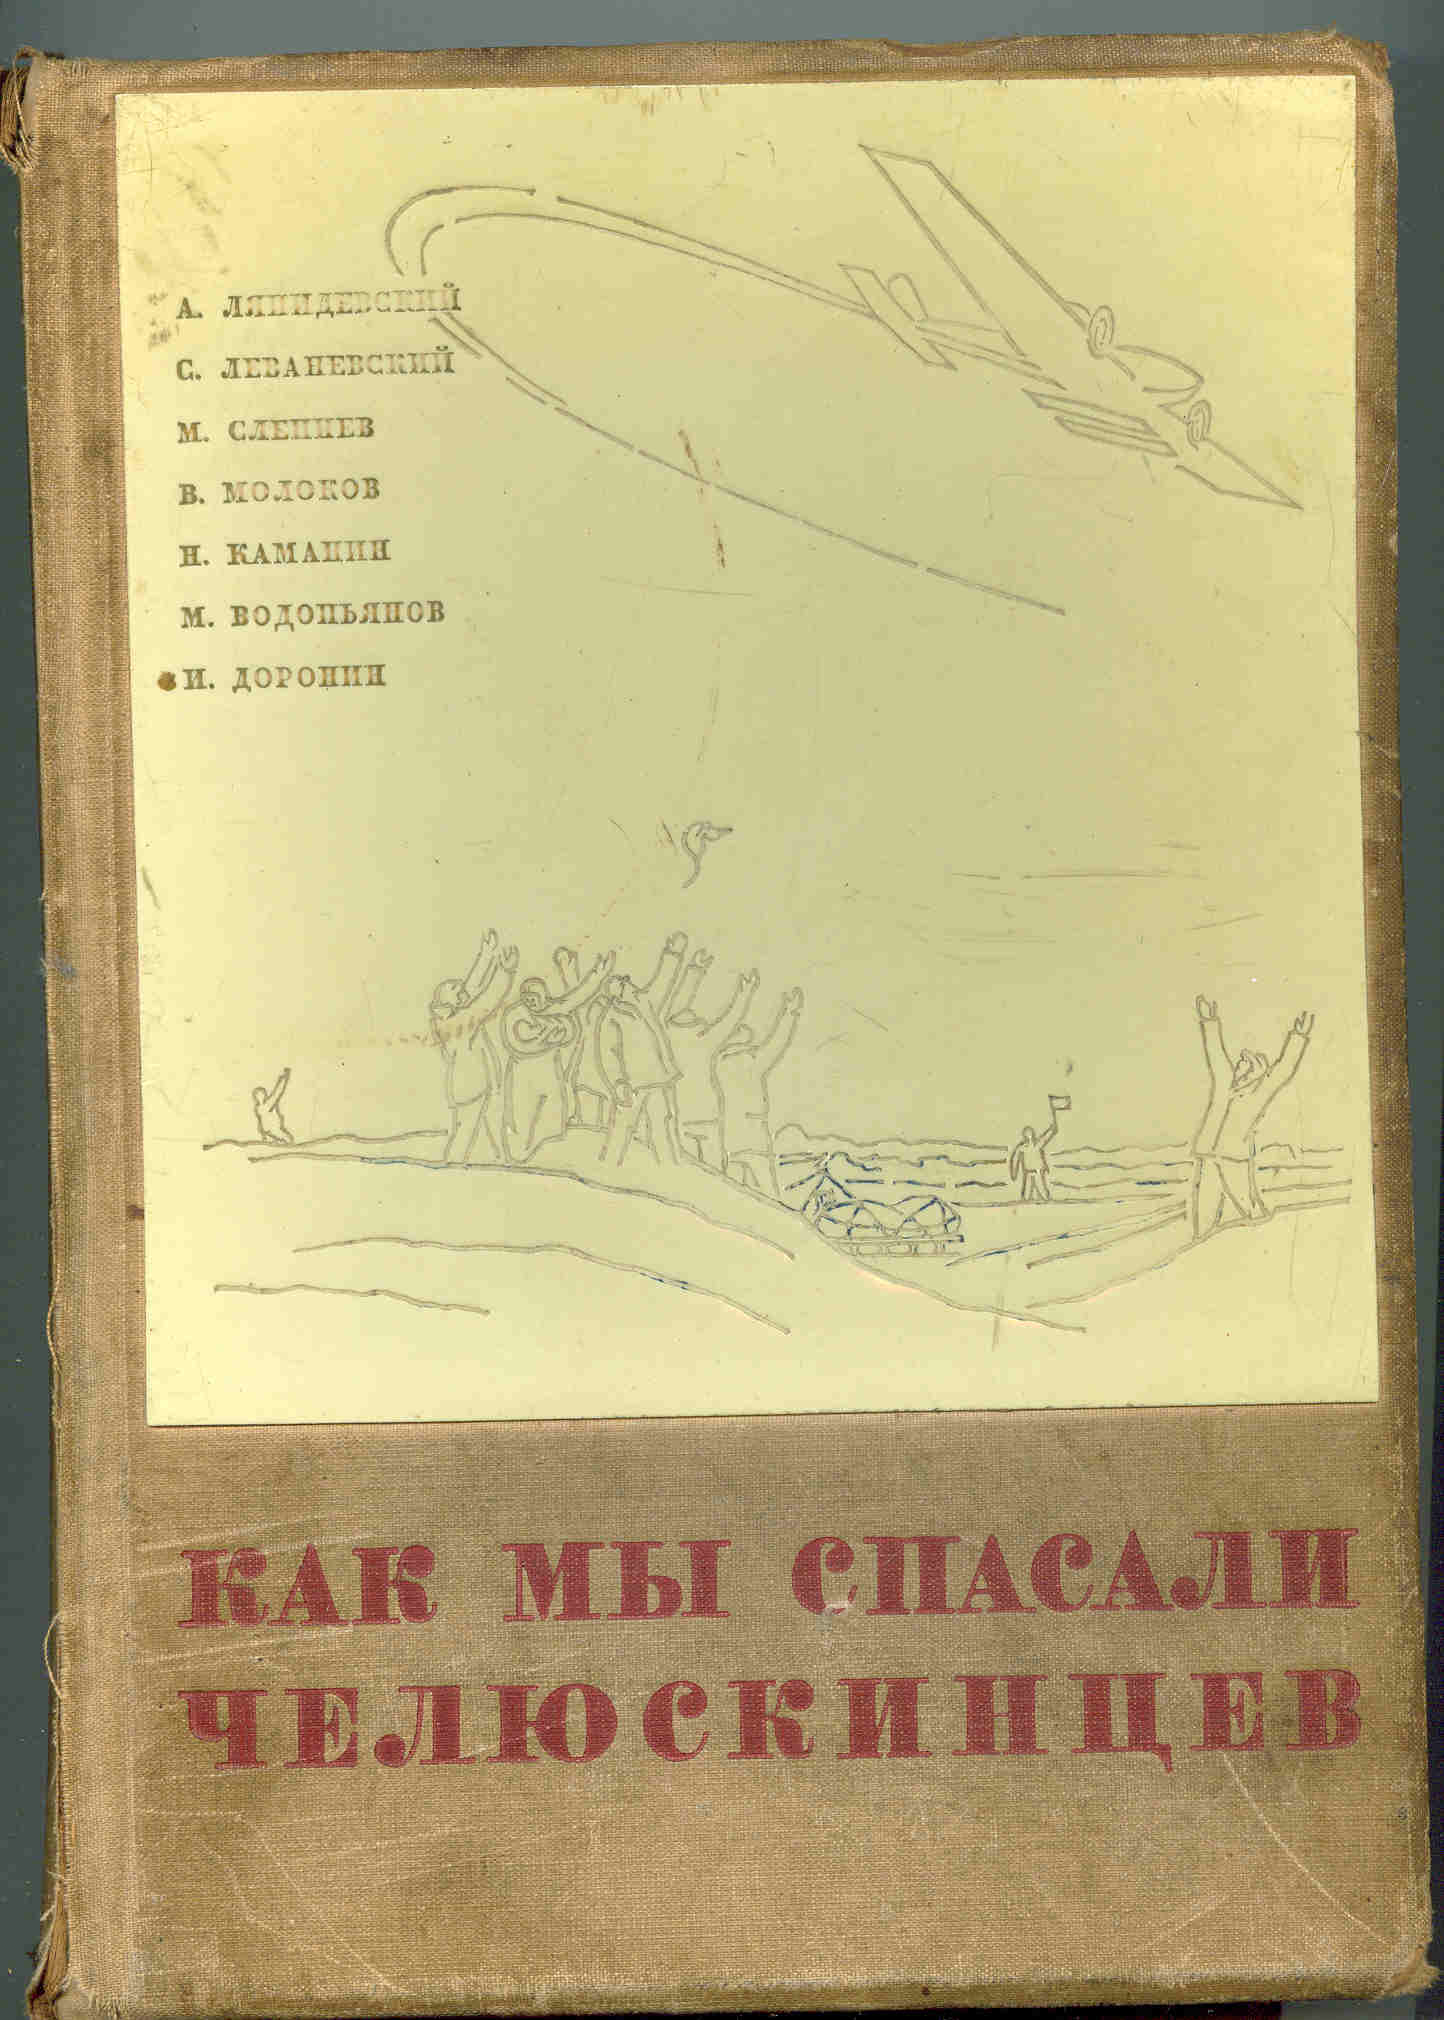 А. ЛЯПИДЕВСКИЙ
С. ЛЕВАНЕВСКИЙ
М. СЛЕПНЕВ
В. МОЛОКОВ
Н. КАМАНИН
М. ВОДОПЬЯНОВ
И. ДОРОНИН
КАК МЫ СПАСАЛИ
ЧЕЛЮСКИНЦЕВ